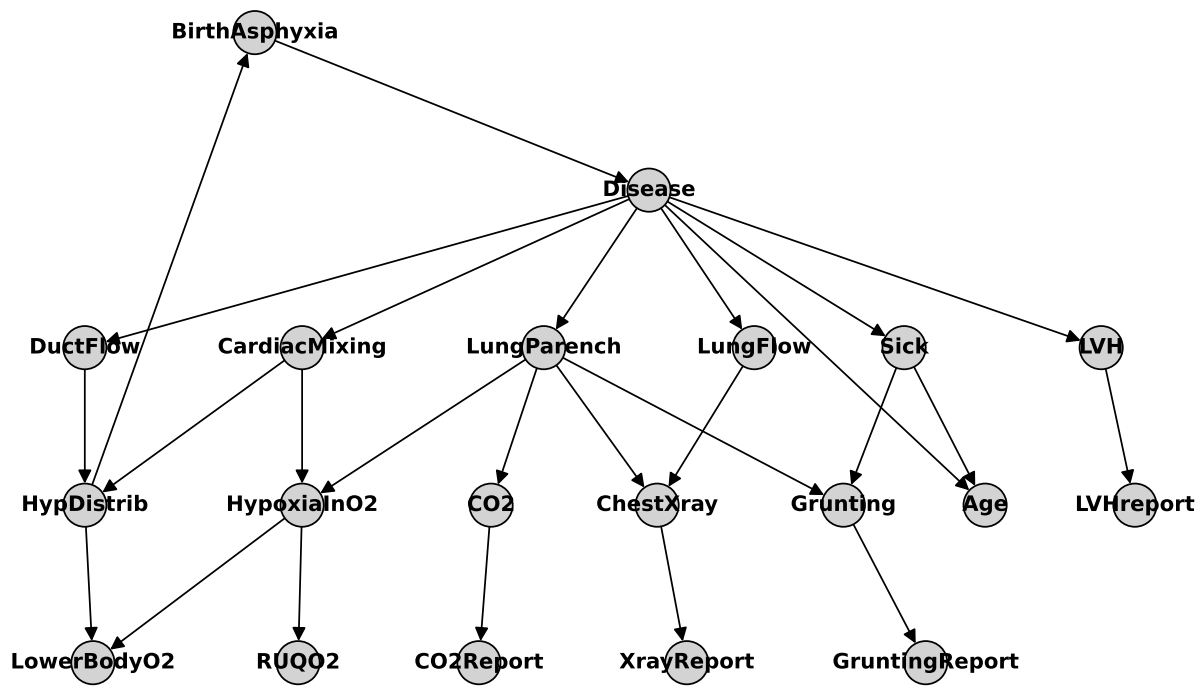 BirthAsphyxia
Disease
DuctFlow
CardiacMixing
LungParench
LungFlow
Sick
LVH
HypDistrib
HypoxiaInO2
CO2
ChestXray
Grunting
Age
LVHreport
LowerBodyO2
RUQO2
CO2Report
XrayReport
GruntingReport